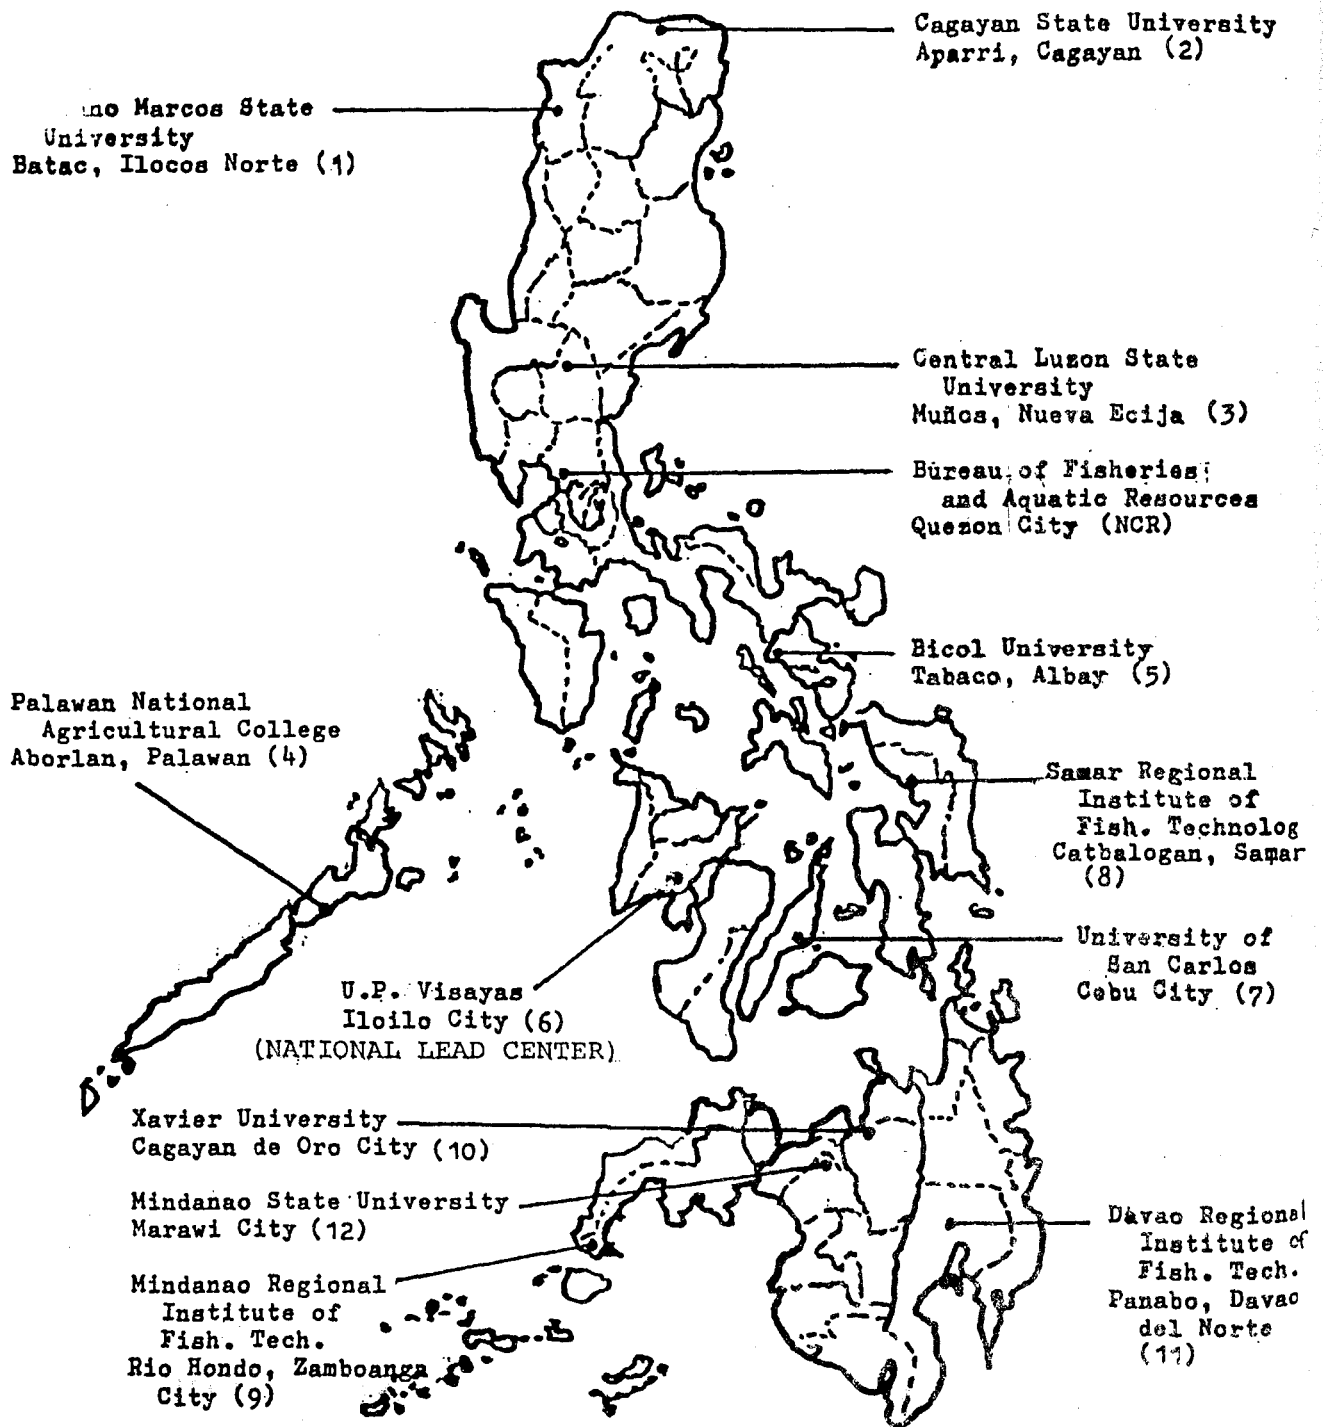 Cagayan State University
Aparri, Cagayan (2)
no Marcos State
University
Batac, Ilocos Norte (1)
Central Luzon State
University
Muños, Nueva Ecija (3)
Bureau of Fisheries
and Aquatic Resources
Quezon City (NCR)
Bicol University
Tabaco, Albay (5)
Palawan National
Agricultural College
Aborlan, Palawan (4)
Samar Regional
Institute of
Fish. Technolog
Catbalogan, Samar
(8)
University of
San Carlos
Cebu City (7)
U.P. Visayas
Iloilo City (6)
(NATIONAL LEAD CENTER)
Xavier University
Cagayan de Oro City (10)
Mindanao State University
Marawi City (12)
Davao Regional
Institute of
Fish. Tech.
Panabo, Davao
del Norte
(11)
Mindanao Regional
Institute of
Fish. Tech.
Rio Hondo, Zamboanga
City (9)